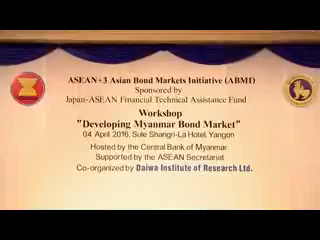 ASEAN+3 Asian Bond Markets Initiative (ABMI)
Sponsored by
Japan-ASEAN Financial Technical Assistance Fund
Workshop
"Developing Myanmar Bond Market"
04 April 2016, Sule Shangri-La Hotel, Yangon
Hosted by the Central Bank of Myanmar
Supported by the ASEAN Secretariat
Co-organized by Daiwa Institute of Research Ltd.